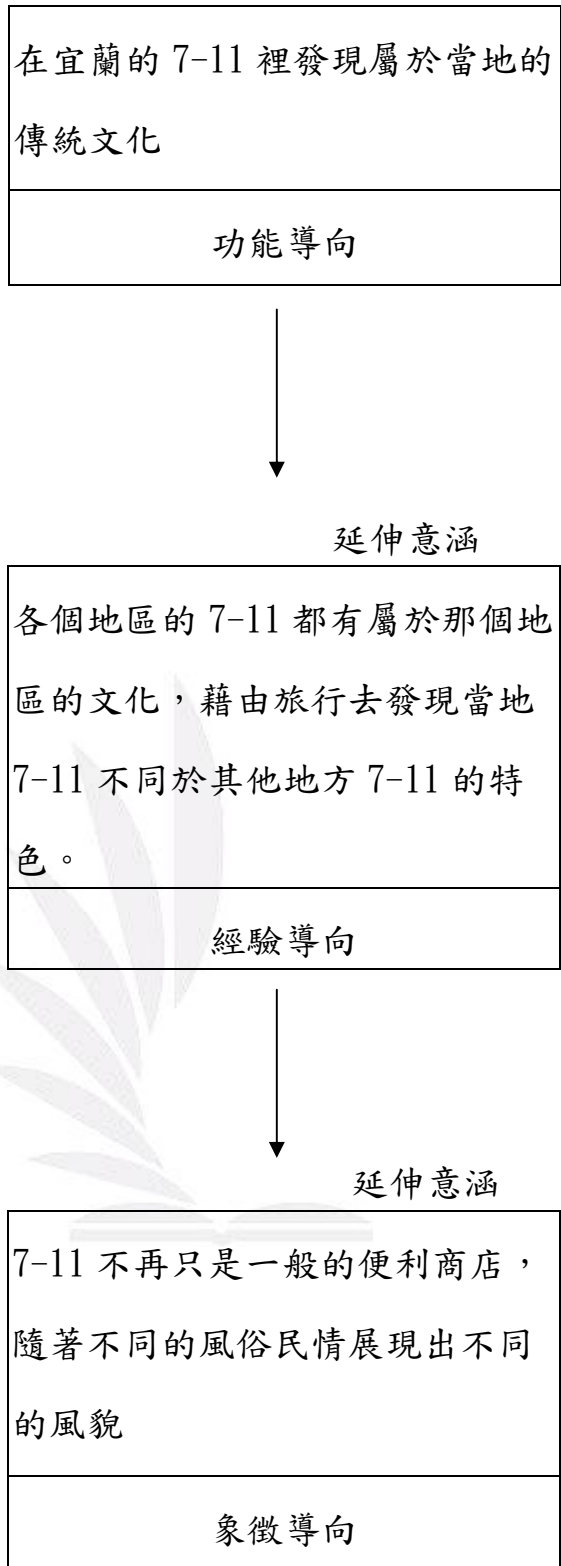 在宜蘭的 7-11 裡發現屬於當地的
傳統文化
功能導向
延伸意涵
各個地區的 7-11 都有屬於那個地
區的文化，藉由旅行去發現當地
7-11 不同於其他地方 7-11 的特
色。
經驗導向
延伸意涵
7-11 不再只是一般的便利商店，
隨著不同的風俗民情展現出不同
的風貌
象徵導向